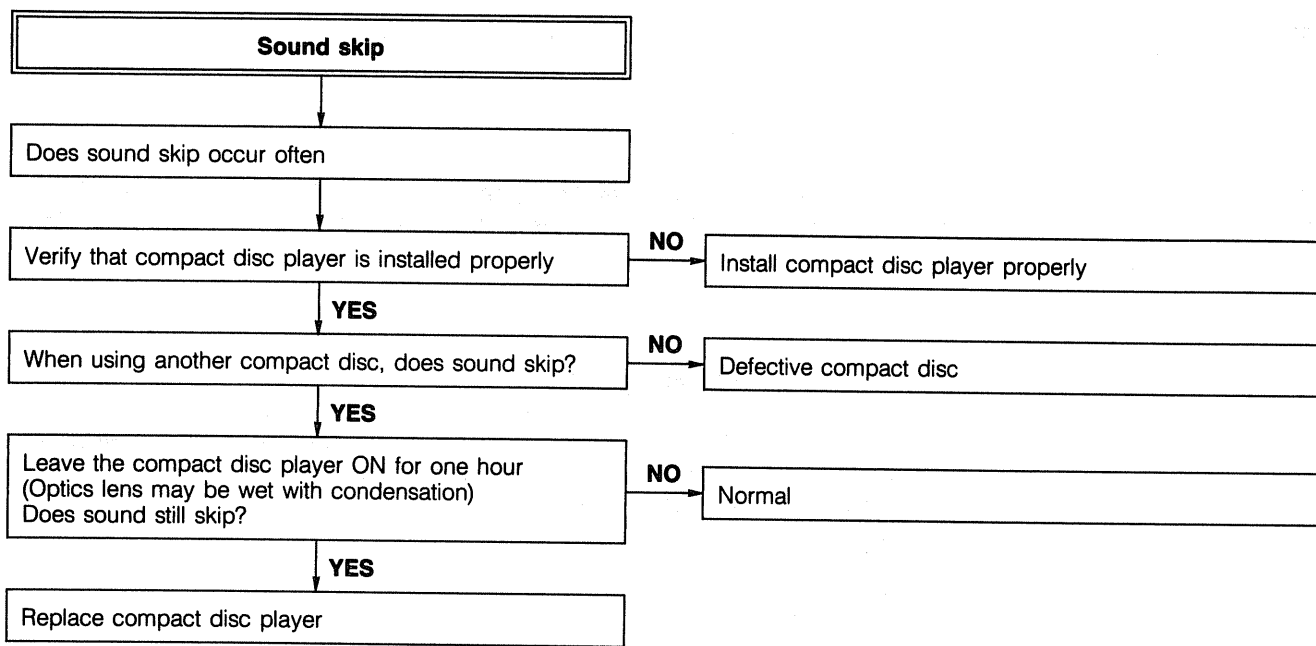 Sound skip
Does sound skip occur often
Verify that compact disc player is installed properly
NO
Install compact disc player properly
YES
When using another compact disc, does sound skip?
NO
Defective compact disc
YES
Leave the compact disc player ON for one hour
(Optics lens may be wet with condensation)
Does sound still skip?
NO
Normal
YES
Replace compact disc player